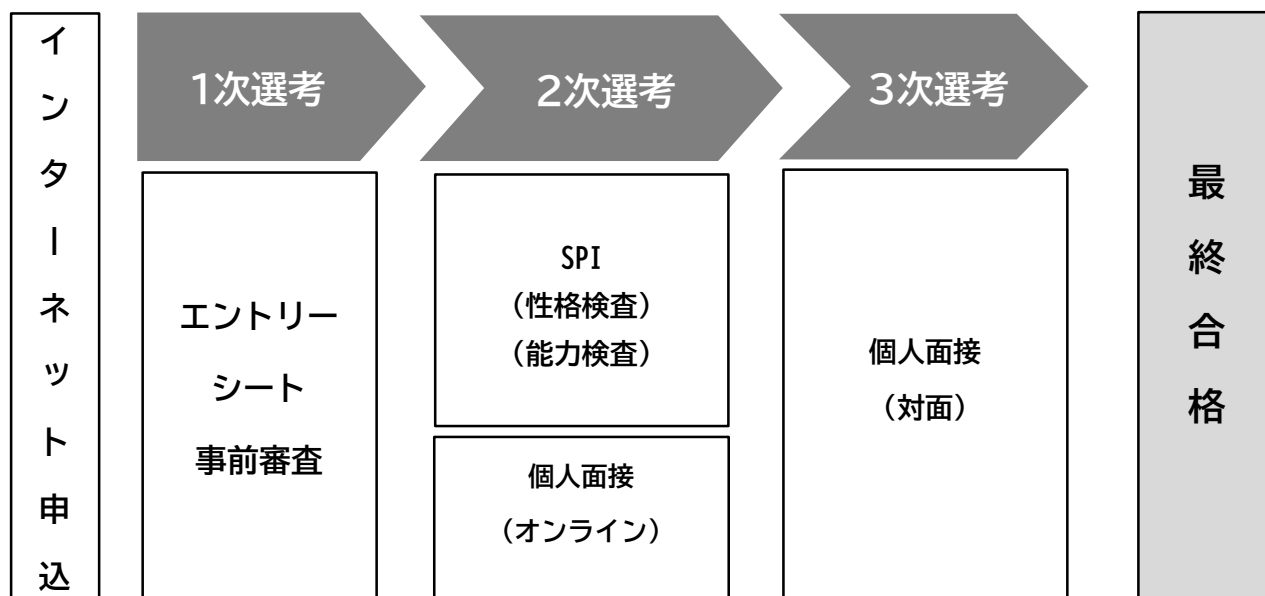 インターネット申込
1次選考
エントリー
シート
事前審査
2次選考
SPI
（性格検査）
（能力検査）
個人面接
（オンライン）
3次選考
個人面接
（対面）
最終合格